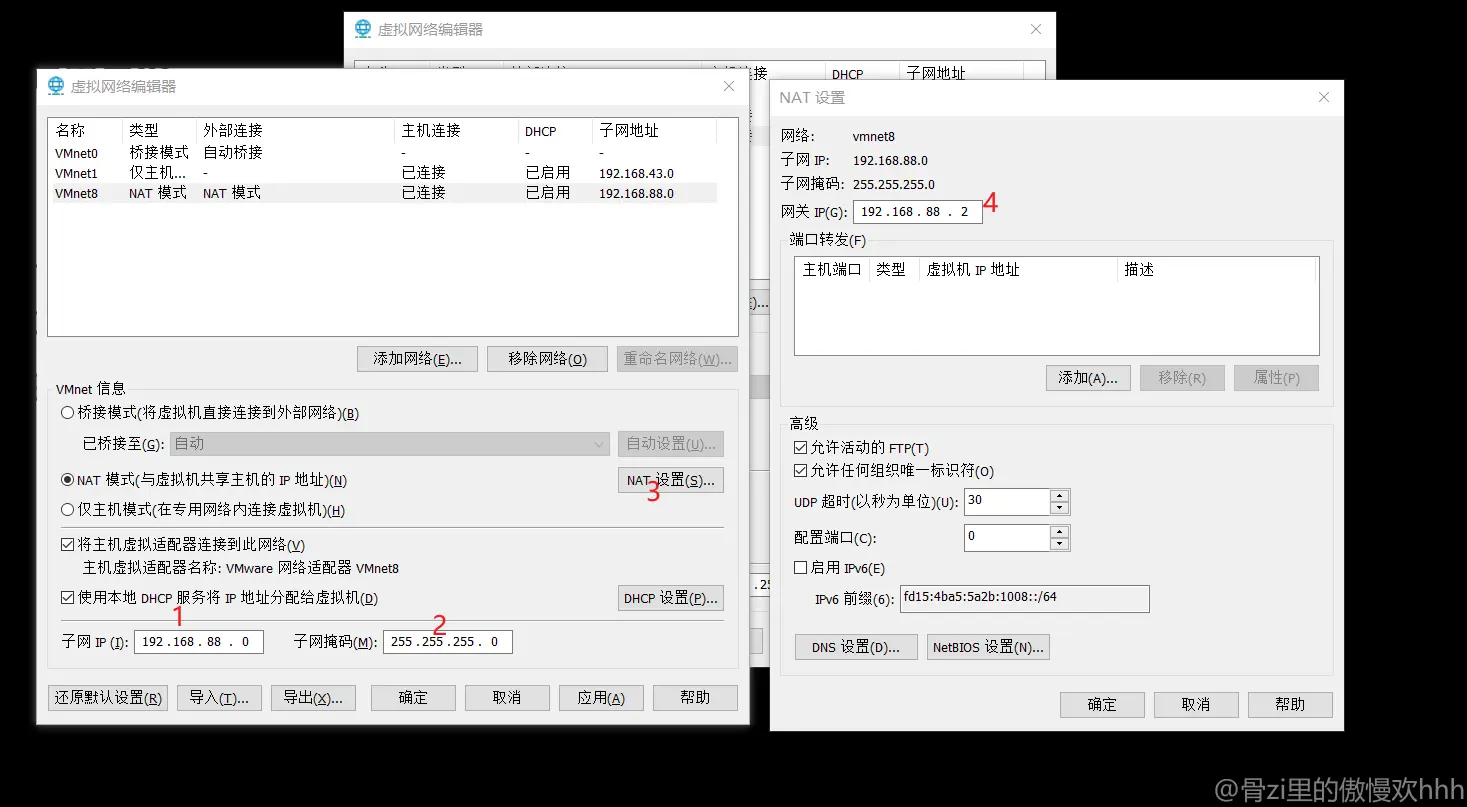 虚拟网络编辑器
DHCP 子网地址
虚拟网络编辑器
名称 类型 外部连接 主机连接 DHCP 子网地址
VMnet0 桥接模式 自动桥接 - - -
VMnet1 仅主机... - 已连接 已启用 192.168.43.0
VMnet8 NAT 模式 NAT 模式 已连接 已启用 192.168.88.0
添加网络(E)... 移除网络(O) 重命名网络(W)...
VMnet 信息
桥接模式(将虚拟机直接连接到外部网络)(B)
已桥接至(G): 自动 自动设置(U)...
NAT 模式(与虚拟机共享主机的 IP 地址)(N) NAT 设置(S)...
3
仅主机模式(在专用网络内连接虚拟机)(H)
将主机虚拟适配器连接到此网络(V)
主机虚拟适配器名称: VMware 网络适配器 VMnet8
使用本地 DHCP 服务将 IP 地址分配给虚拟机(D) DHCP 设置(P)...
1 2
子网 IP (I): 192.168. 88 . 0 子网掩码(M): 255.255.255. 0
还原默认设置(R) 导入(T)... 导出(X)... 确定 取消 应用(A) 帮助
NAT 设置
网络: vmnet8
子网 IP: 192.168.88.0
子网掩码: 255.255.255.0
网关 IP(G): 192.168. 88 . 2 4
端口转发(F)
主机端口 类型 虚拟机 IP 地址 描述
添加(A)... 移除(R) 属性(P)
高级
允许活动的 FTP(T)
允许任何组织唯一标识符(O)
UDP 超时(以秒为单位)(U): 30
配置端口(C): 0
启用 IPv6(E)
IPv6 前缀(6): fd15:4ba5:5a2b:1008::/64
DNS 设置(D)... NetBIOS 设置(N)...
确定 取消 帮助
@骨zi里的傲慢欢hhh